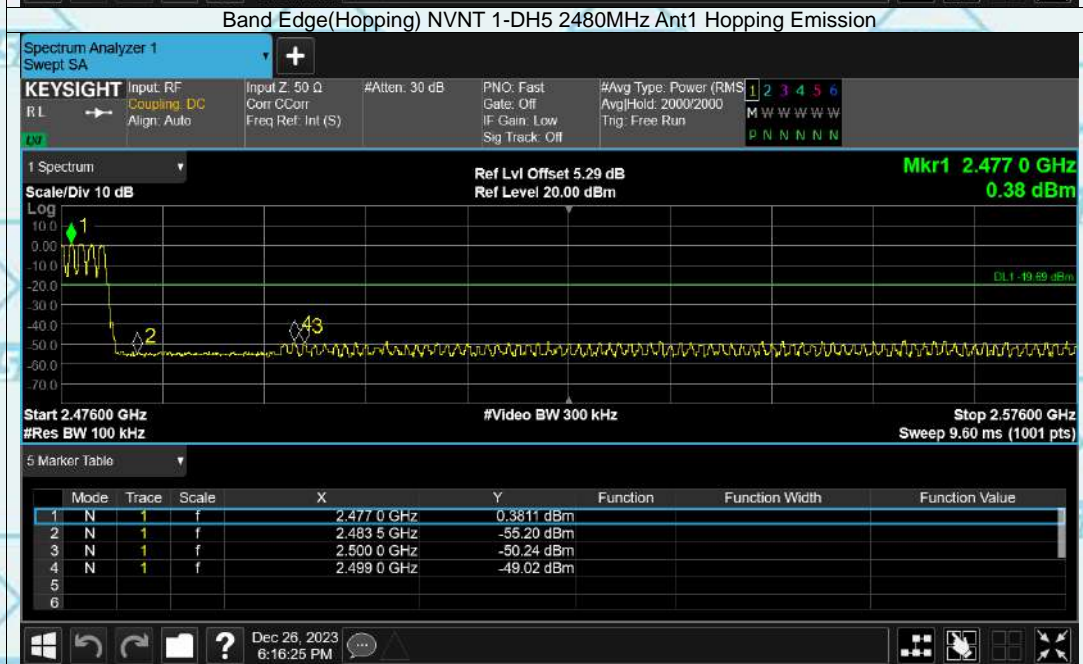 Band Edge(Hopping) NVNT 1-DH5 2480MHz Ant1 Hopping Emission
Spectrum Analyzer 1
Swept SA
+
KEYSIGHT Input: RF Input Z: 50 Ω #Atten: 30 dB PNO: Fast #Avg Type: Power (RMS 1 2 3 4 5 6
RL Coupling: DC Corr CCorr Gate: Off Avg|Hold: 2000/2000 M W W W W W
Align: Auto Freq Ref: Int (S) IF Gain: Low Trig: Free Run
LXI Sig Track: Off P N N N N N
1 Spectrum Ref Lvl Offset 5.29 dB Mkr1 2.477 0 GHz
Scale/Div 10 dB Ref Level 20.00 dBm 0.38 dBm
Log
10.0 1
0.00
-10.0
-20.0 DL1 -19.69 dBm
-30.0
-40.0 43
-50.0 2
-60.0
-70.0
Start 2.47600 GHz #Video BW 300 kHz Stop 2.57600 GHz
#Res BW 100 kHz Sweep 9.60 ms (1001 pts)
5 Marker Table
Mode Trace Scale X Y Function Function Width Function Value
1 N 1 f 2.477 0 GHz 0.3811 dBm
2 N 1 f 2.483 5 GHz -55.20 dBm
3 N 1 f 2.500 0 GHz -50.24 dBm
4 N 1 f 2.499 0 GHz -49.02 dBm
5
6
? Dec 26, 2023
6:16:25 PM